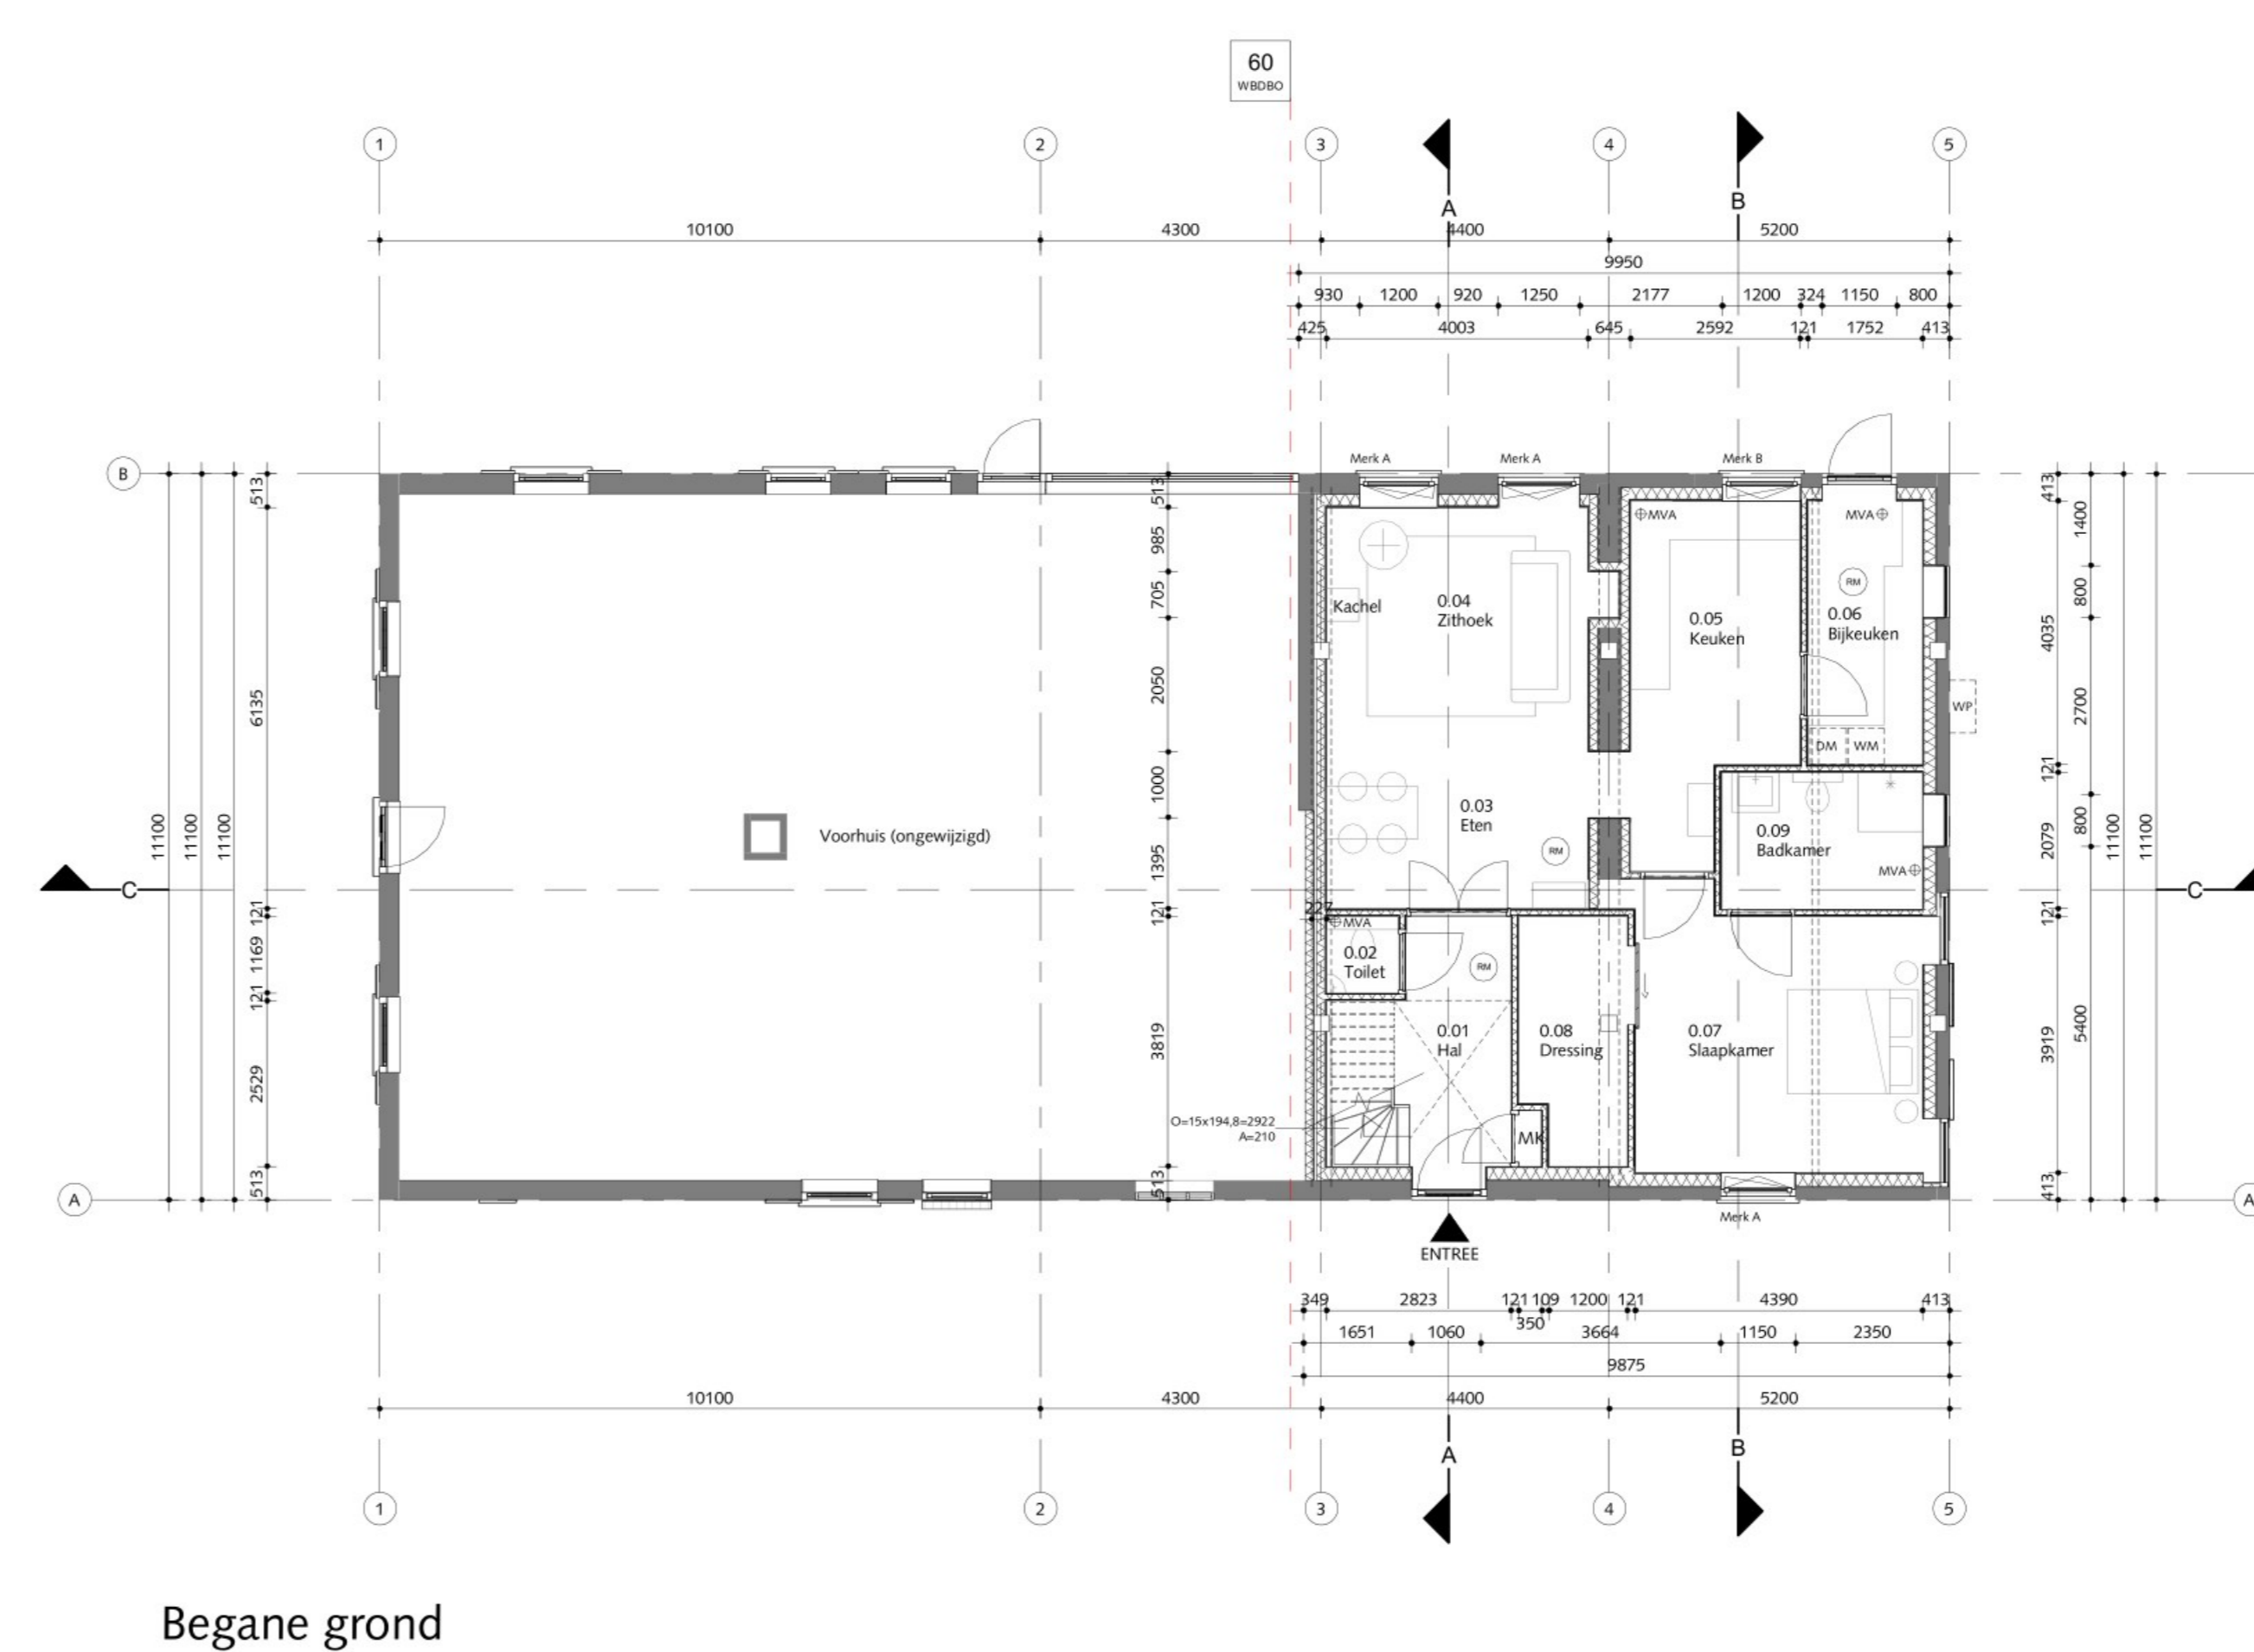 60
WBDBO
1
2
3
4
5
A
B
10100
4300
4400
5200
9950
930
1200
920
1250
2177
1200
324
1150
800
425
4003
645
2592
121
1752
413
Merk A
Merk A
Merk B
B
B
513
6135
121
1169
121
2529
513
11100
11100
11100
513
985
705
2050
1000
1395
121
3819
513
227
MVA
MVA
RM
Kachel
0.04
Zithoek
0.05
Keuken
0.06
Bijkeuken
DM
WM
WP
0.03
Eten
RM
Voorhuis (ongewijzigd)
0.09
Badkamer
MVA
C
C
MVA
0.02
Toilet
RM
0.01
Hal
0.08
Dressing
0.07
Slaapkamer
O=15x194,8=2922
A=210
MK
413
4035
121
2079
121
3919
413
1400
800
2700
800
5400
11100
11100
A
A
Merk A
ENTREE
349
2823
121
109
1200
121
4390
413
350
1651
1060
3664
1150
2350
9875
10100
4300
4400
5200
A
B
1
2
3
4
5
Begane grond